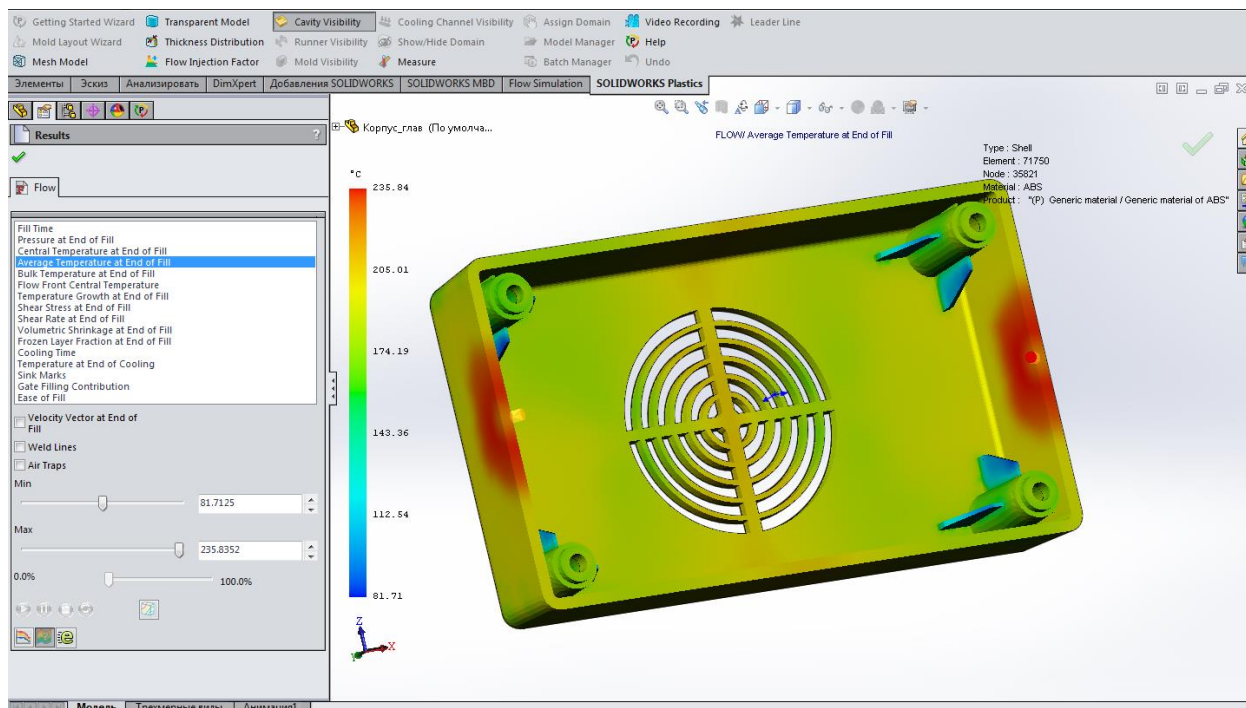 Getting Started Wizard Transparent Model Cavity Visibility Cooling Channel Visibility Assign Domain Video Recording Leader Line
Mold Layout Wizard Thickness Distribution Runner Visibility Show/Hide Domain Model Manager Help
Mesh Model Flow Injection Factor Mold Visibility Measure Batch Manager Undo
Элементы Эскиз Анализировать DimXpert Добавления SOLIDWORKS SOLIDWORKS MBD Flow Simulation SOLIDWORKS Plastics
Results ?
Flow
Fill Time
Pressure at End of Fill
Central Temperature at End of Fill
Average Temperature at End of Fill
Bulk Temperature at End of Fill
Flow Front Central Temperature
Temperature Growth at End of Fill
Shear Stress at End of Fill
Shear Rate at End of Fill
Volumetric Shrinkage at End of Fill
Frozen Layer Fraction at End of Fill
Cooling Time
Temperature at End of Cooling
Sink Marks
Gate Filling Contribution
Ease of Fill
Velocity Vector at End of
Fill
Weld Lines
Air Traps
Min
81.7125
Max
235.8352
0.0% 100.0%
Корпус_глав (По умолча...
FLOW/ Average Temperature at End of Fill
Type : Shell
Element : 71750
Node : 35821
Material : ABS
Product : "(P) Generic material / Generic material of ABS"
°C
235.84
205.01
174.19
143.36
112.54
81.71
Z
X
Y
Модель Трехмерные виды Анимация1